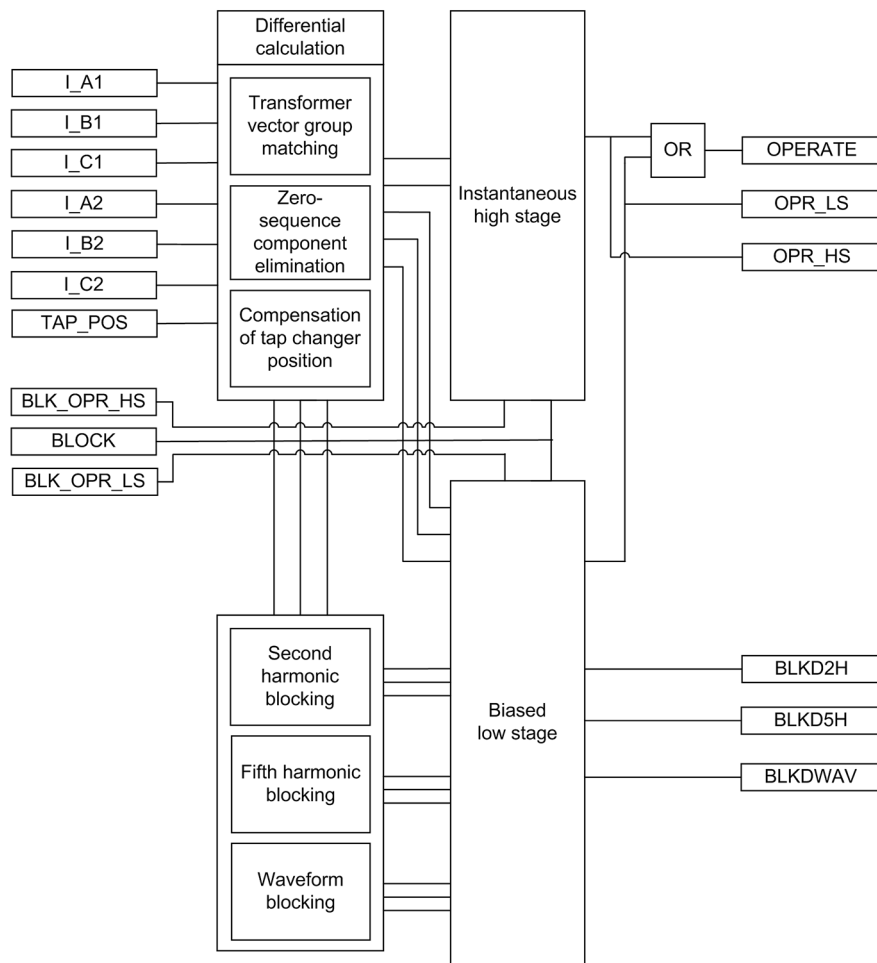 Differential
calculation
I_A1
I_B1
I_C1
I_A2
I_B2
I_C2
TAP_POS
BLK_OPR_HS
BLOCK
BLK_OPR_LS
Transformer
vector group
matching
Zero-
sequence
component
elimination
Compensation
of tap changer
position
Instantaneous
high stage
OR
OPERATE
OPR_LS
OPR_HS
Second
harmonic
blocking
Fifth harmonic
blocking
Waveform
blocking
Biased
low stage
BLKD2H
BLKD5H
BLKDWAV